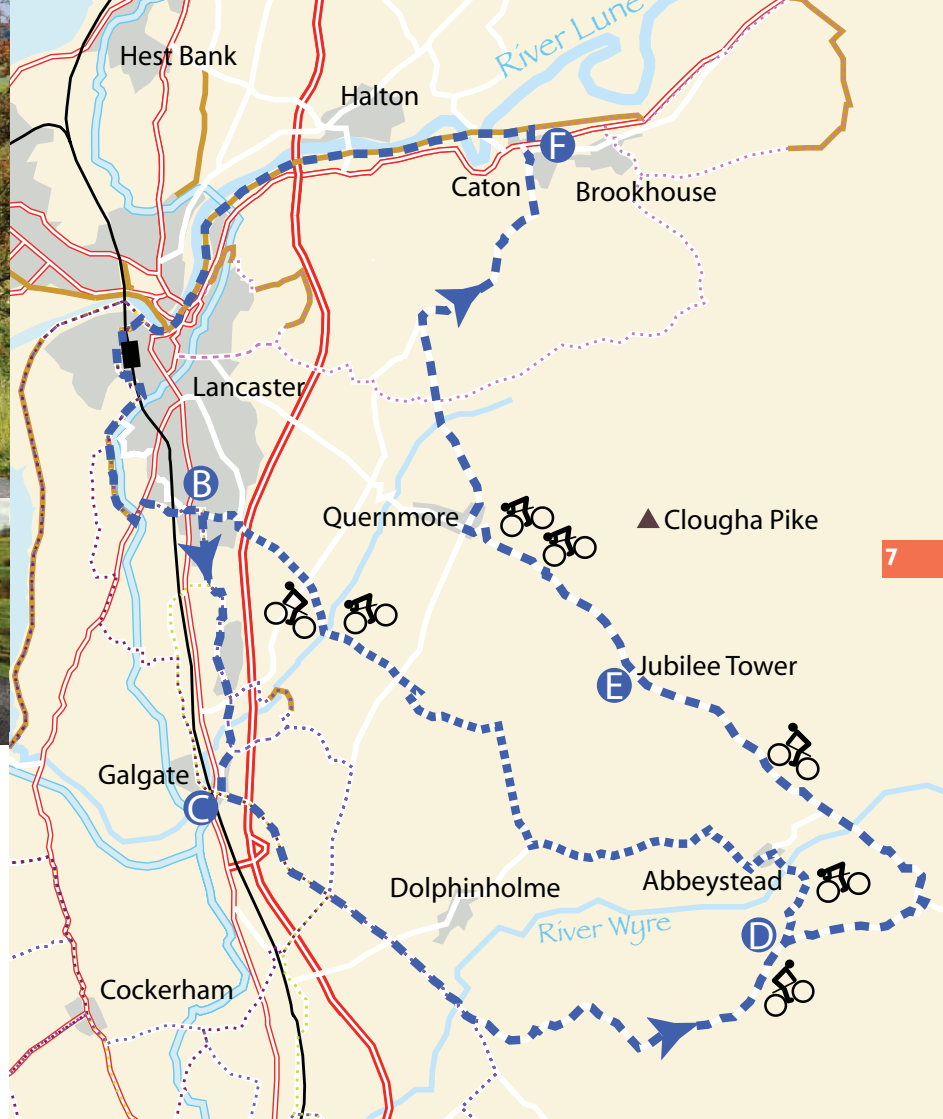 Hest Bank
River Lune
Halton
F
Caton
Brookhouse
Lancaster
B
Quernmore
Clougha Pike
7
Jubilee Tower
E
Galgate
C
Abbeystead
Dolphinholme
River Wyre
D
Cockerham